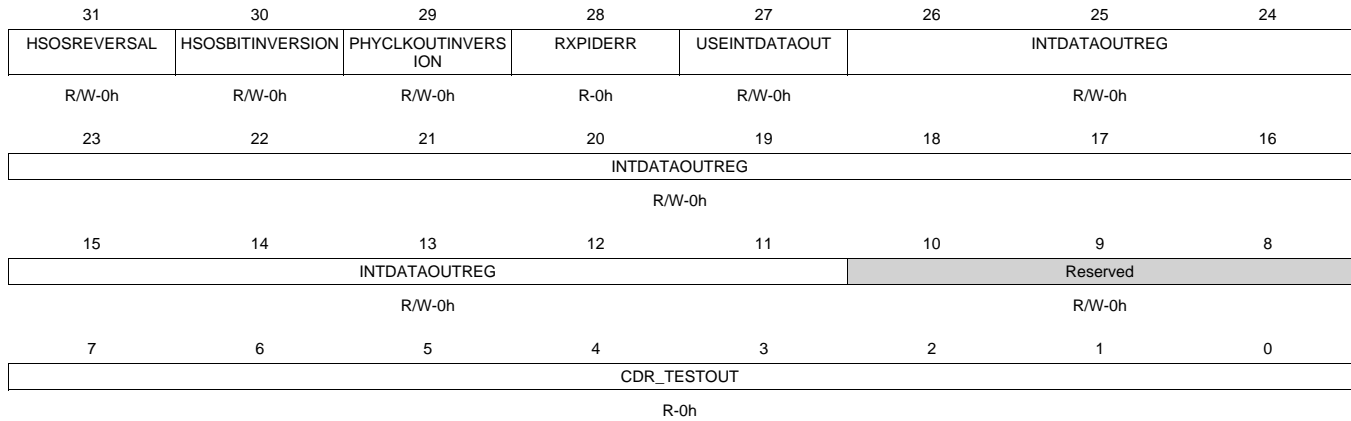 31 30 29 28 27 26 25 24
HSOSREVERSAL HSOSBITINVERSION PHYCLKOUTINVERS RXPIDERR USEINTDATAOUT INTDATAOUTREG
ION
R/W-0h R/W-0h R/W-0h R-0h R/W-0h R/W-0h
23 22 21 20 19 18 17 16
INTDATAOUTREG
R/W-0h
15 14 13 12 11 10 9 8
INTDATAOUTREG Reserved
R/W-0h R/W-0h
7 6 5 4 3 2 1 0
CDR_TESTOUT
R-0h